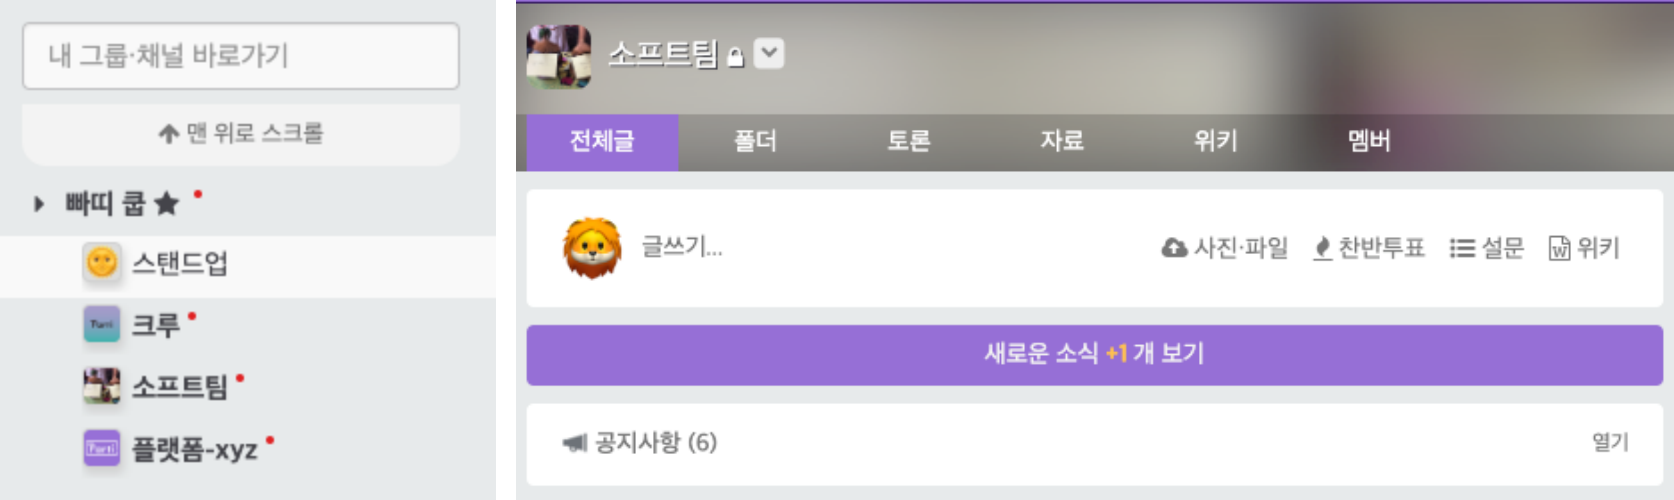 내 그룹·채널 바로가기
맨 위로 스크롤
빠띠 쿱
스탠드업
크루
소프트팀
플랫폼-xyz
소프트팀
전체글 폴더 토론 자료 위키 멤버
글쓰기... 사진·파일 찬반투표 설문 위키
새로운 소식 +1 개 보기
공지사항 (6) 열기